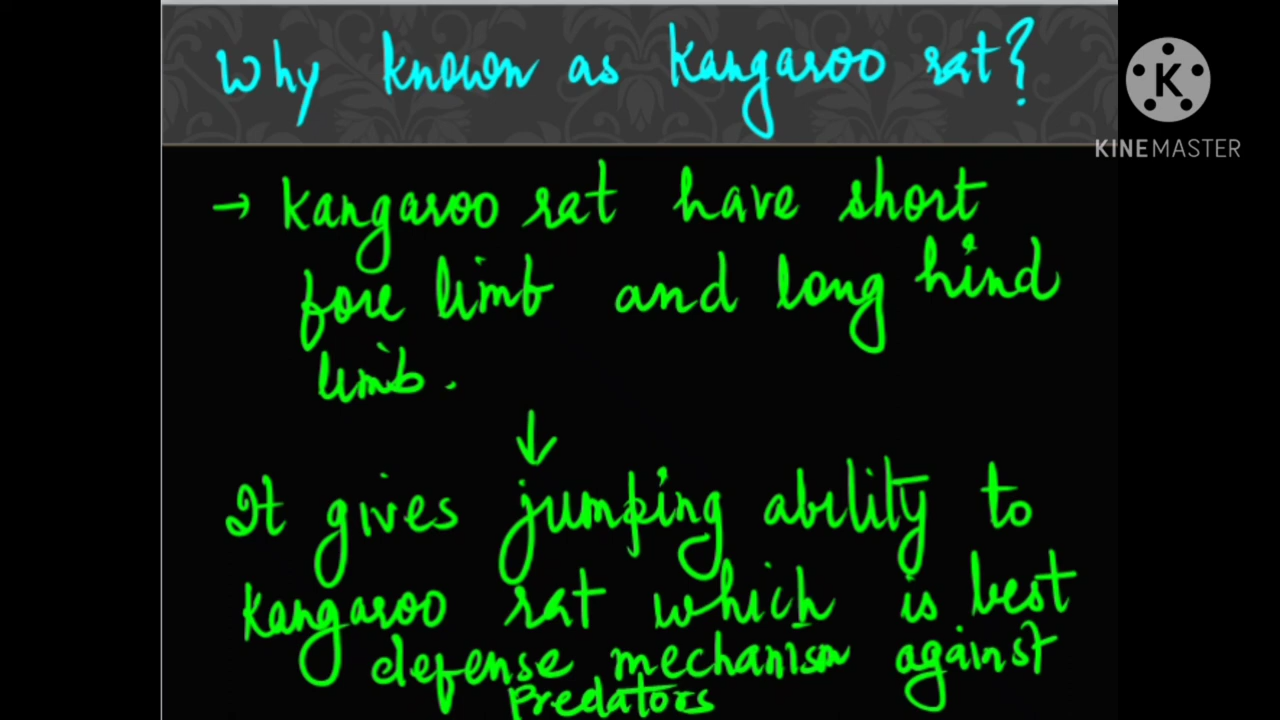 Why known as kangaroo rat?
K
KINEMASTER
→ kangaroo rat have short
fore limb and long hind
limb.
↓
It gives jumping ability to
kangaroo rat which is best
defense mechanism against
Predators